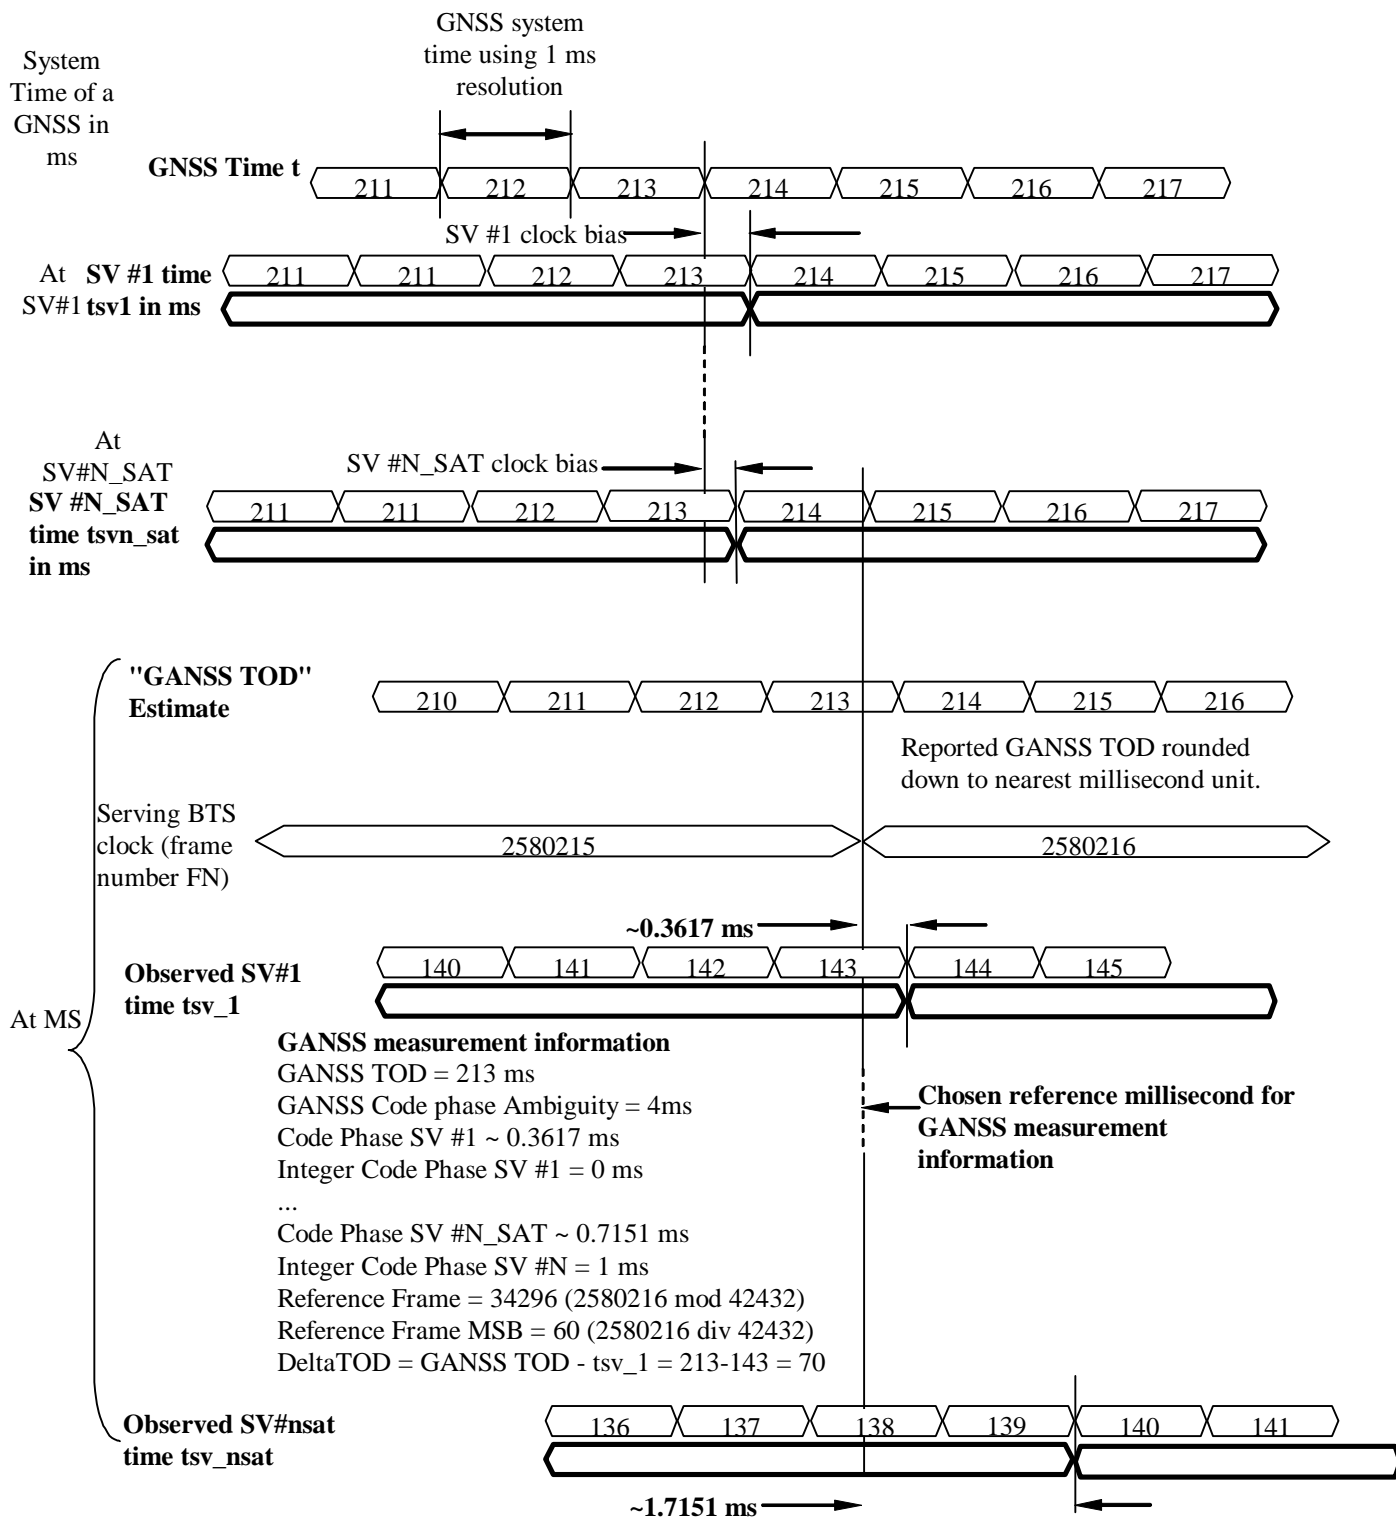 GNSS system
time using 1 ms
resolution
System
Time of a
GNSS in
ms
GNSS Time t
211 212 213 214 215 216 217
SV #1 clock bias
At SV #1 time
SV#1 tsv1 in ms
211 211 212 213 214 215 216 217
At
SV#N_SAT
SV #N_SAT clock bias
SV #N_SAT
time tsvn_sat
in ms
211 211 212 213 214 215 216 217
"GANSS TOD"
Estimate
210 211 212 213 214 215 216
Reported GANSS TOD rounded
down to nearest millisecond unit.
Serving BTS
clock (frame
number FN)
2580215 2580216
~0.3617 ms
Observed SV#1
time tsv_1
140 141 142 143 144 145
At MS
GANSS measurement information
GANSS TOD = 213 ms
GANSS Code phase Ambiguity = 4ms
Code Phase SV #1 ~ 0.3617 ms
Integer Code Phase SV #1 = 0 ms
...
Code Phase SV #N_SAT ~ 0.7151 ms
Integer Code Phase SV #N = 1 ms
Reference Frame = 34296 (2580216 mod 42432)
Reference Frame MSB = 60 (2580216 div 42432)
DeltaTOD = GANSS TOD - tsv_1 = 213-143 = 70
Chosen reference millisecond for
GANSS measurement
information
Observed SV#nsat
time tsv_nsat
136 137 138 139 140 141
~1.7151 ms